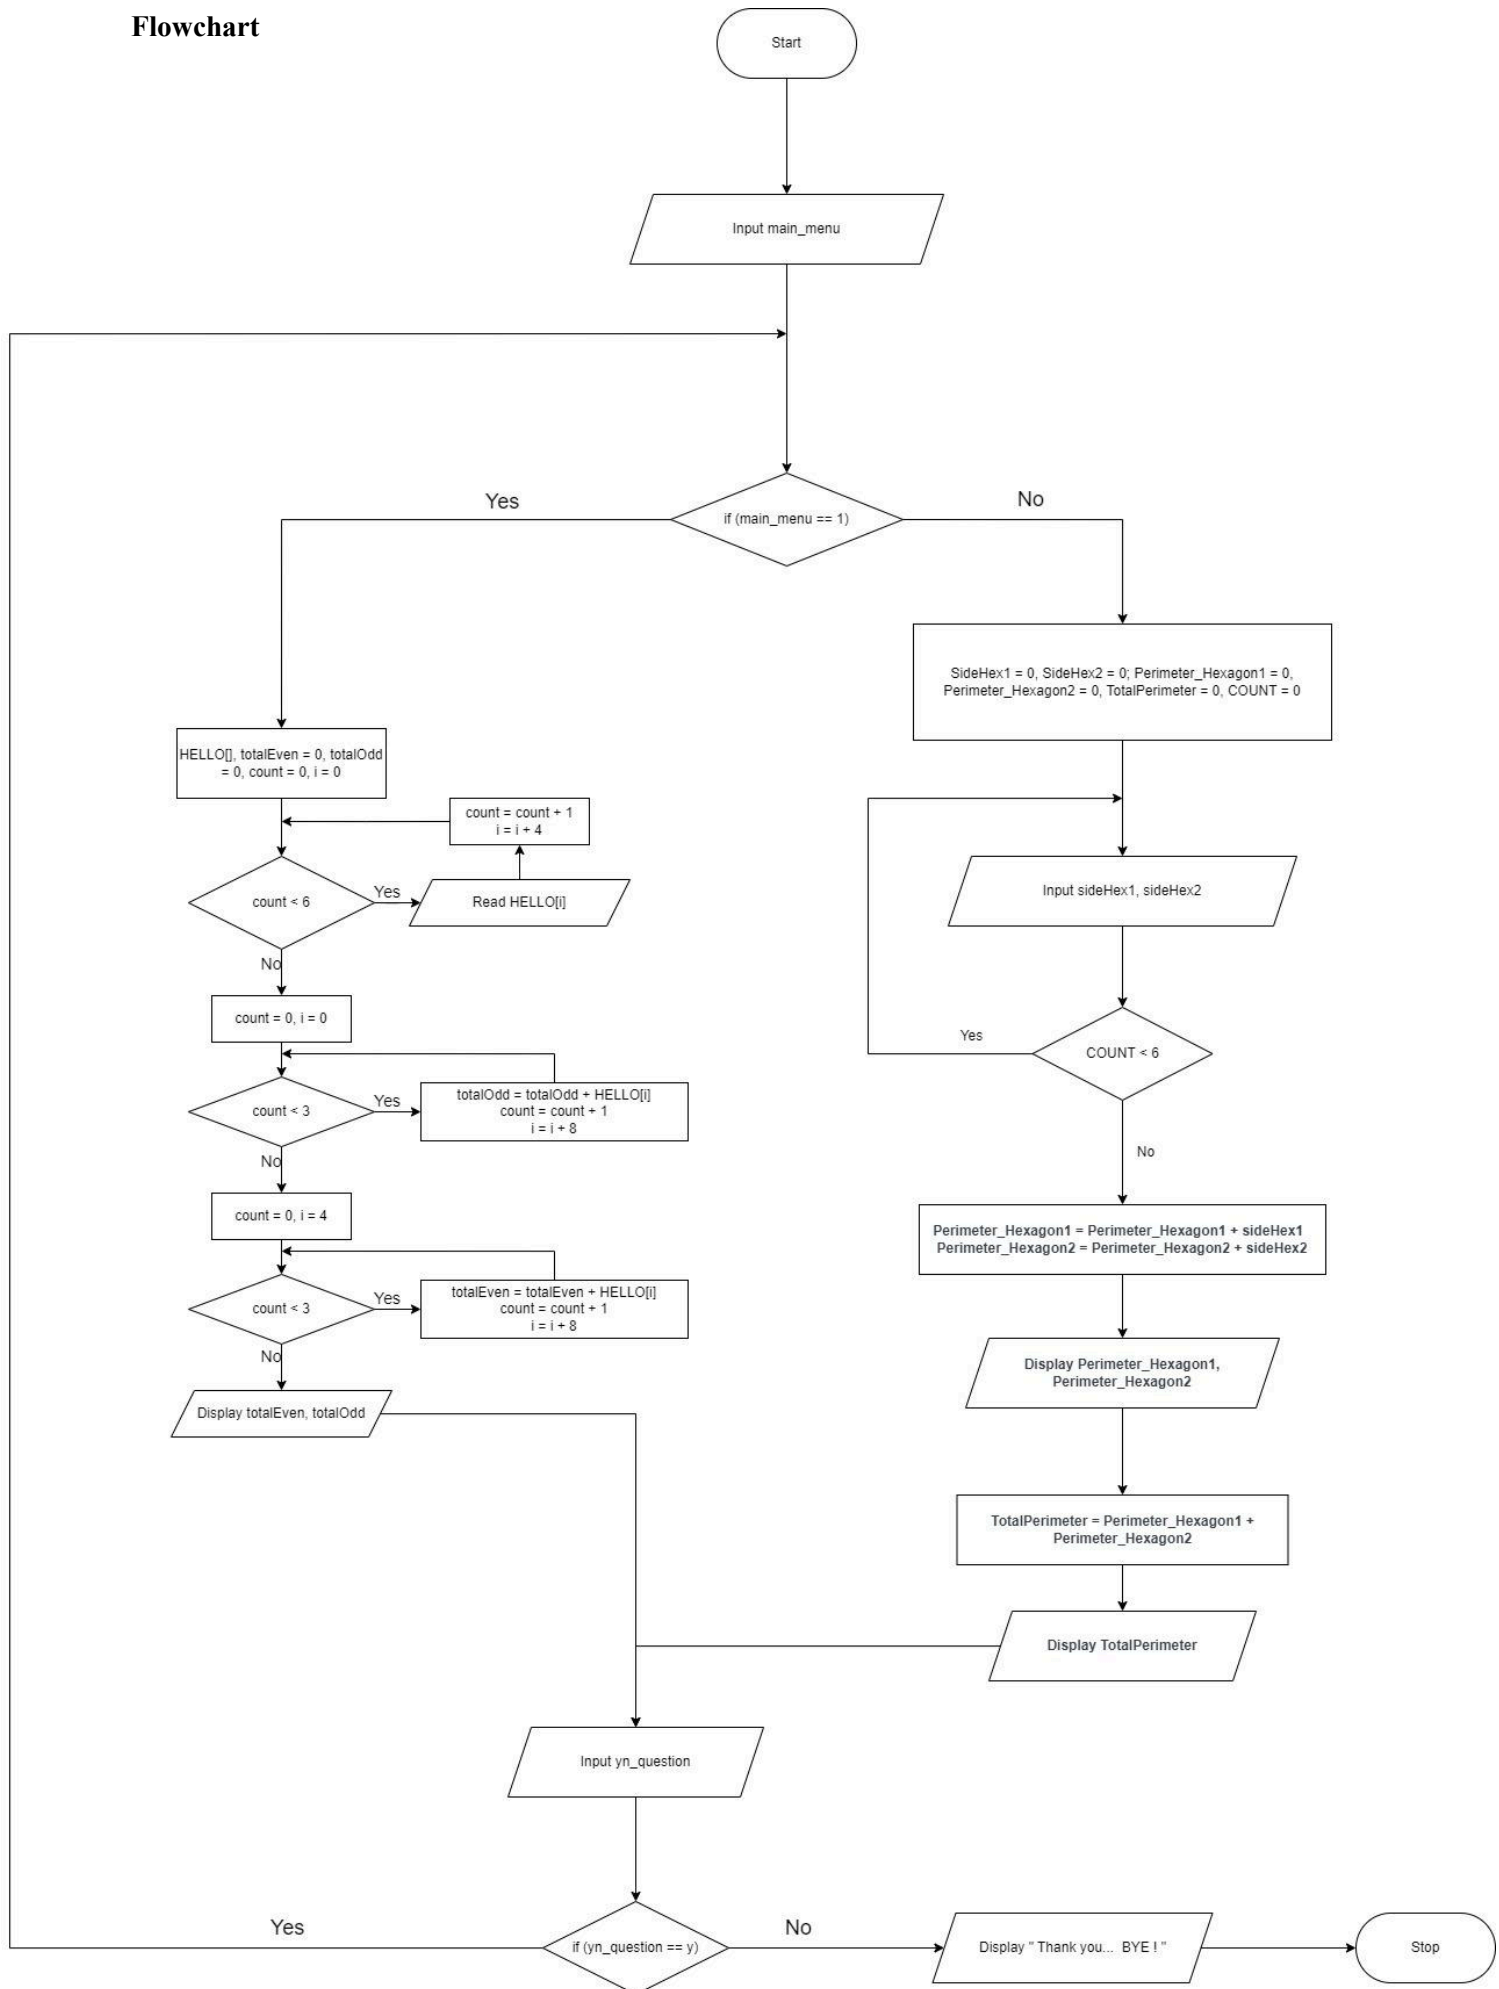 Flowchart
Start
Input main_menu
if (main_menu == 1)
Yes
No
HELLO[], totalEven = 0, totalOdd
= 0, count = 0, i = 0
count = count + 1
i = i + 4
count < 6
Yes
Read HELLO[i]
No
count = 0, i = 0
count < 3
Yes
totalOdd = totalOdd + HELLO[i]
count = count + 1
i = i + 8
No
count = 0, i = 4
count < 3
Yes
totalEven = totalEven + HELLO[i]
count = count + 1
i = i + 8
No
Display totalEven, totalOdd
SideHex1 = 0, SideHex2 = 0; Perimeter_Hexagon1 = 0,
Perimeter_Hexagon2 = 0, TotalPerimeter = 0, COUNT = 0
Input sideHex1, sideHex2
Yes
COUNT < 6
No
Perimeter_Hexagon1 = Perimeter_Hexagon1 + sideHex1
Perimeter_Hexagon2 = Perimeter_Hexagon2 + sideHex2
Display Perimeter_Hexagon1,
Perimeter_Hexagon2
TotalPerimeter = Perimeter_Hexagon1 +
Perimeter_Hexagon2
Display TotalPerimeter
Input yn_question
if (yn_question == y)
Yes
No
Display " Thank you... BYE ! "
Stop